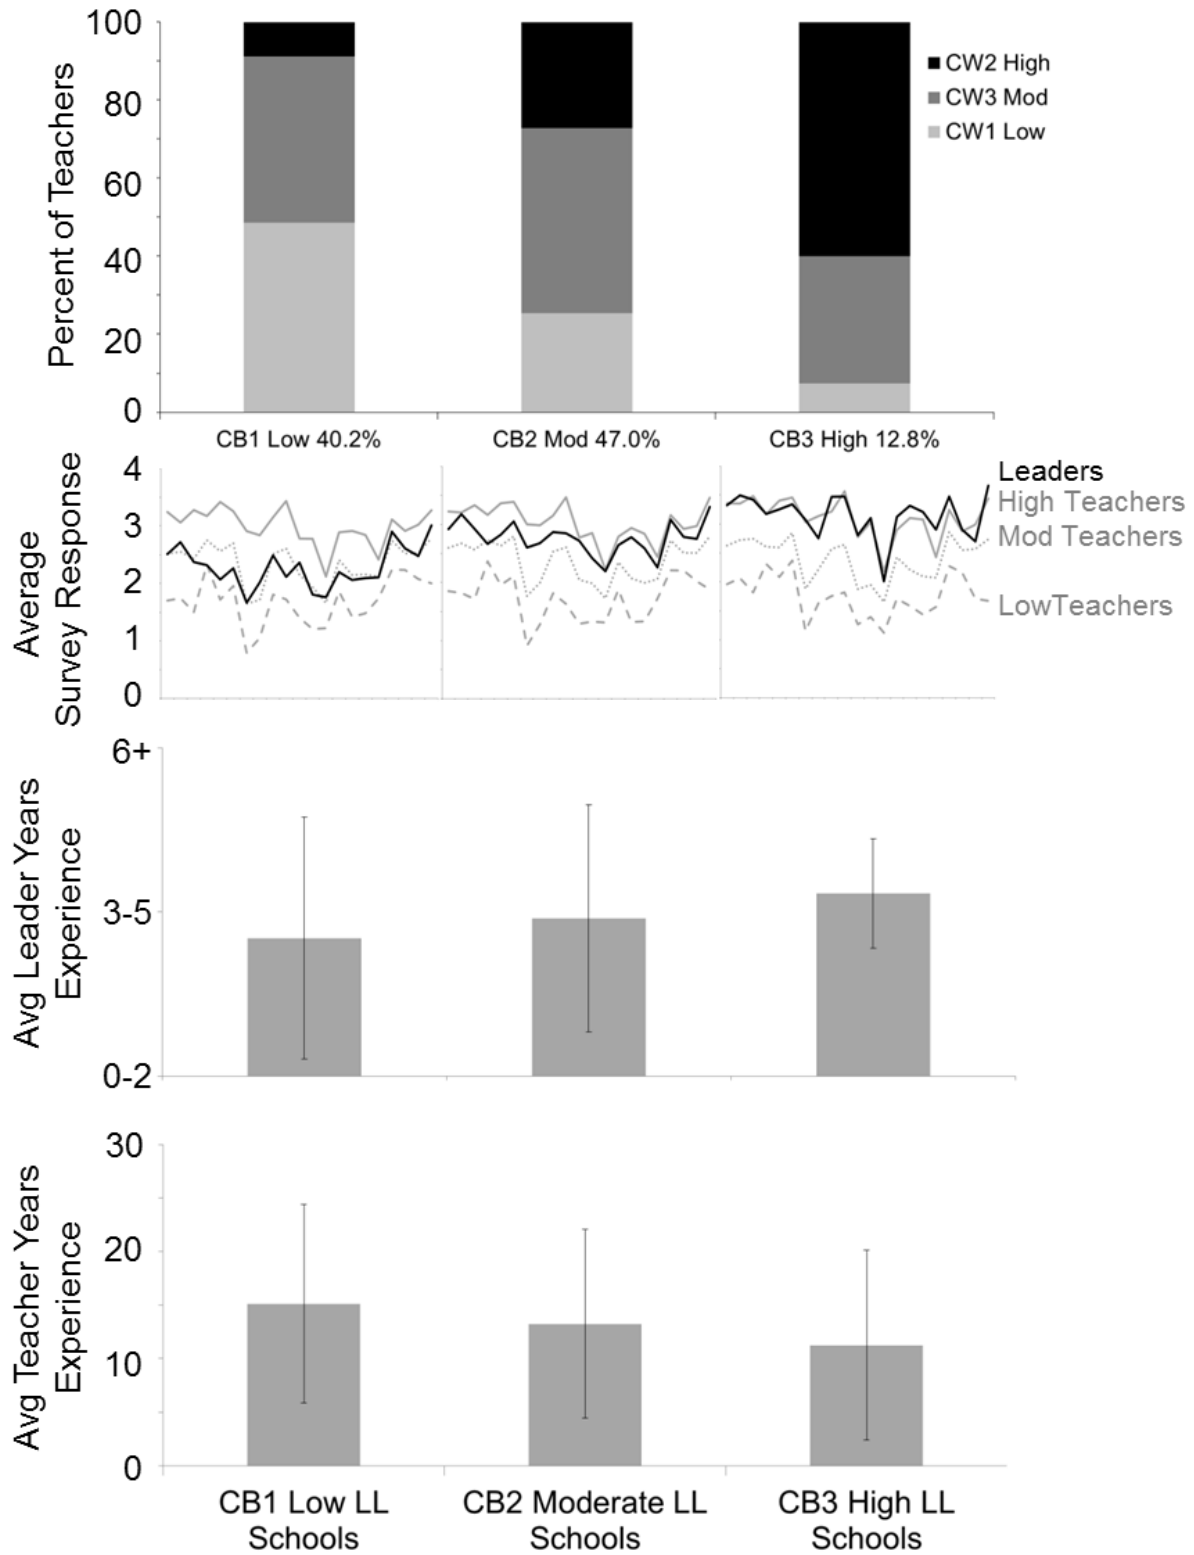 100
80
60
40
20
0
Percent of Teachers
CW2 High
CW3 Mod
CW1 Low
CB1 Low 40.2%
CB2 Mod 47.0%
CB3 High 12.8%
4
3
2
1
0
Average
Survey Response
Leaders
High Teachers
Mod Teachers
LowTeachers
6+
3-5
0-2
Avg Leader Years
Experience
30
20
10
0
Avg Teacher Years
Experience
CB1 Low LL
Schools
CB2 Moderate LL
Schools
CB3 High LL
Schools